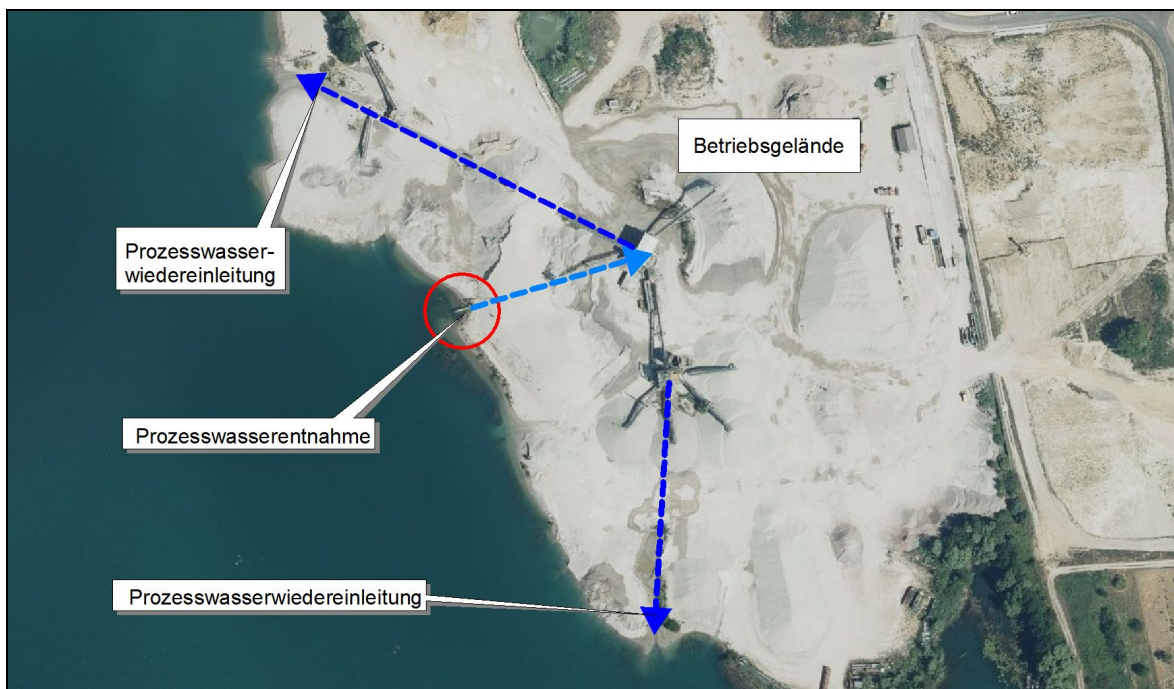 Betriebsgelände
Prozesswasser-
wiedereinleitung
Prozesswasserentnahme
Prozesswasserwiedereinleitung